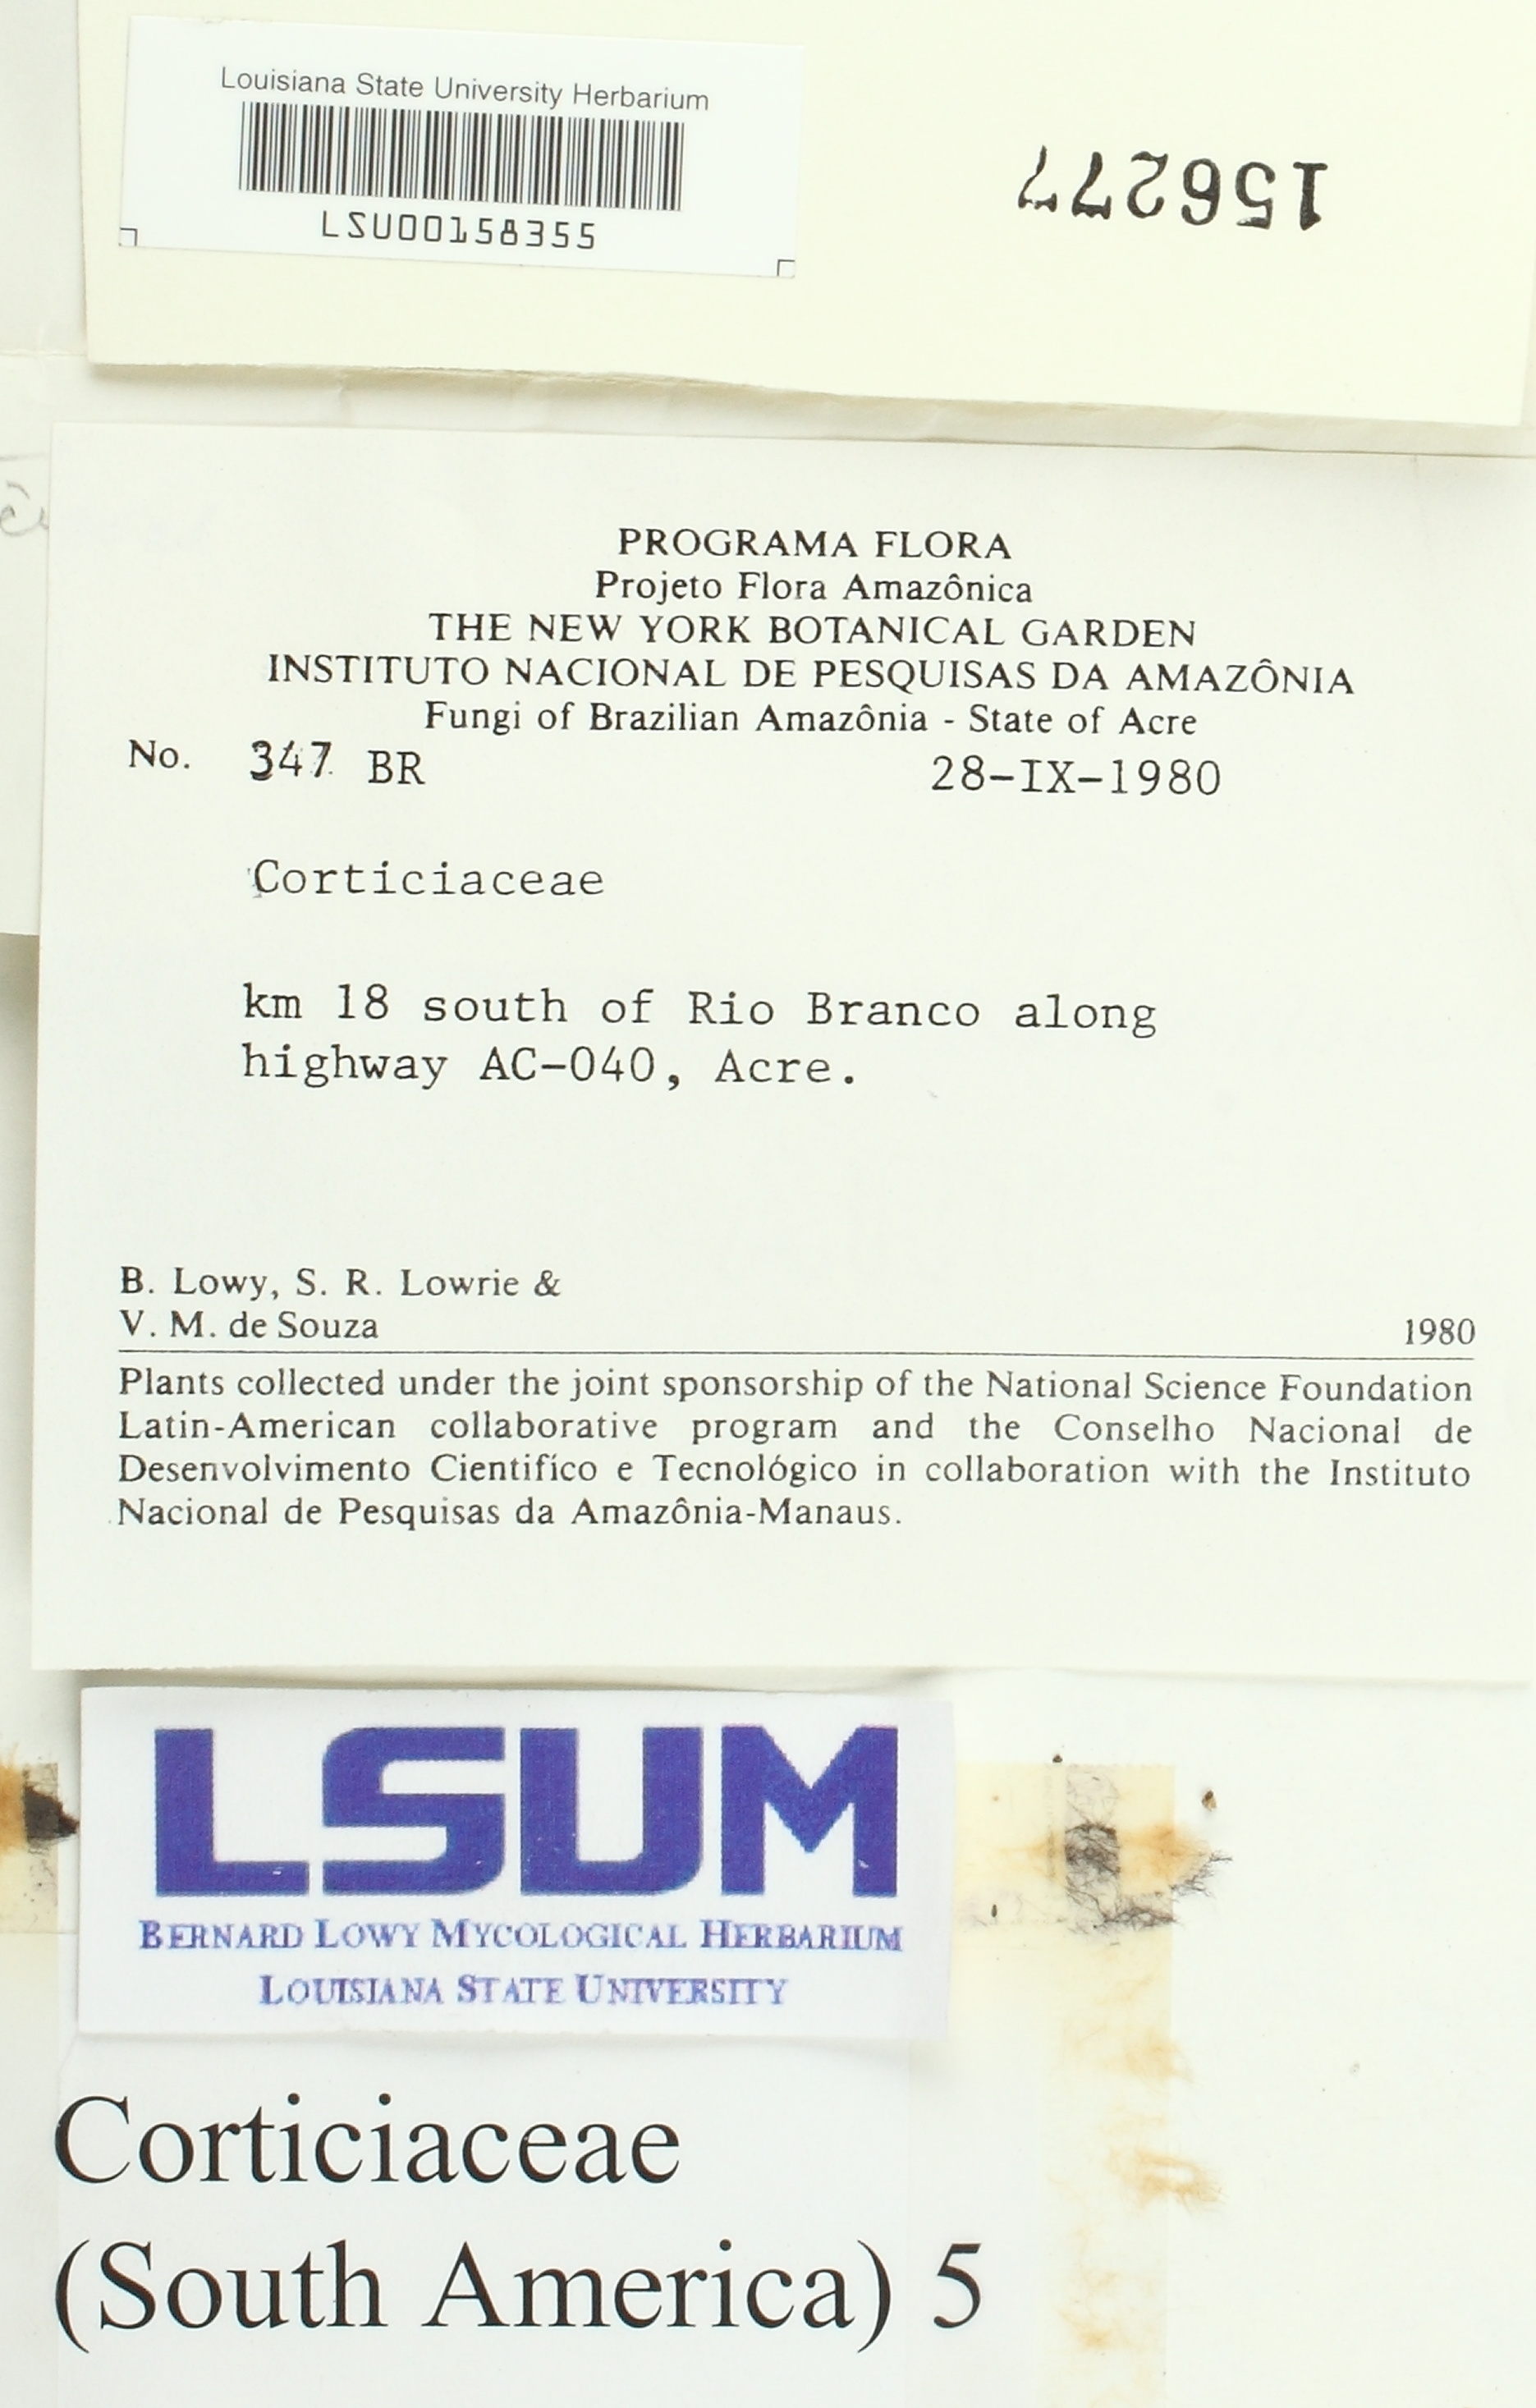 Louisiana State University Herbarium
LSU00158355
156277
PROGRAMA FLORA
Projeto Flora Amazônica
THE NEW YORK BOTANICAL GARDEN
INSTITUTO NACIONAL DE PESQUISAS DA AMAZÔNIA
Fungi of Brazilian Amazônia - State of Acre
No. 347 BR 28-IX-1980
Corticiaceae
km 18 south of Rio Branco along
highway AC-040, Acre.
B. Lowy, S. R. Lowrie &
V. M. de Souza 1980
Plants collected under the joint sponsorship of the National Science Foundation
Latin-American collaborative program and the Conselho Nacional de
Desenvolvimento Cientifíco e Tecnológico in collaboration with the Instituto
Nacional de Pesquisas da Amazônia-Manaus.
LSUM
BERNARD LOWY MYCOLOGICAL HERBARIUM
LOUISIANA STATE UNIVERSITY
Corticiaceae
(South America) 5